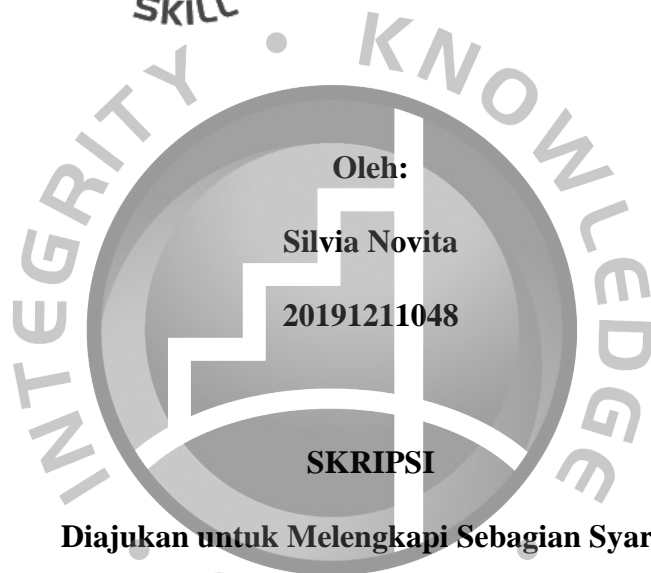 SKILL
INTEGRITY • KNOWLEDGE
Oleh:
Silvia Novita
20191211048
SKRIPSI
Diajukan untuk Melengkapi Sebagian Syar